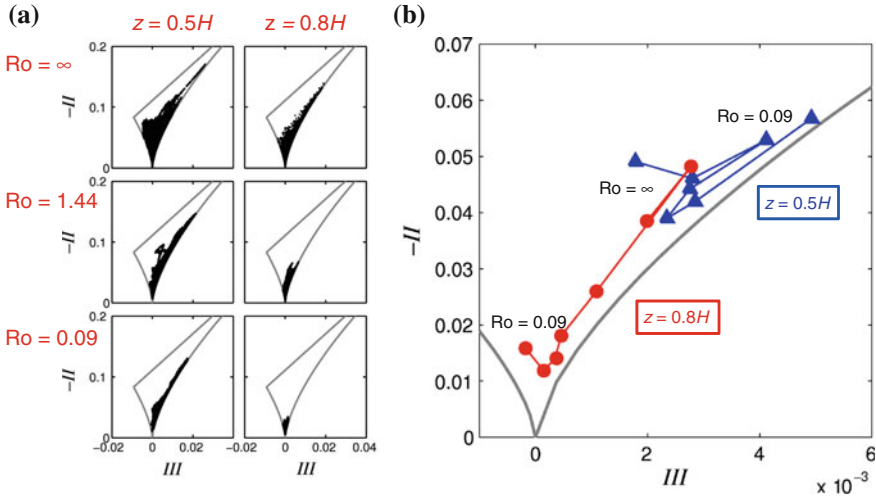 (a)
z = 0.5H z = 0.8H
Ro = ∞
0.2
0.1
0
-II
Ro = 1.44
0.2
0.1
0
-II
Ro = 0.09
0.2
0.1
0
-II
-0.02 0 0.02 -0.02 0 0.02 0.04
III
(b)
0.07
0.06
0.05
0.04
0.03
0.02
0.01
0
-II
Ro = 0.09
Ro = ∞
z = 0.5H
Ro = 0.09
z = 0.8H
0 2 4 6
III
× 10⁻³